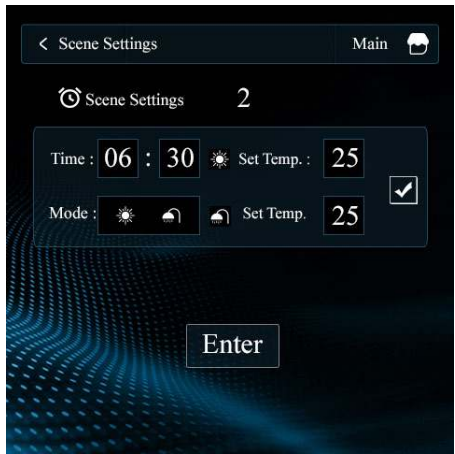 Scene Settings Main
Scene Settings 2
Time : 06 : 30 Set Temp. : 25
Mode : Set Temp. 25
Enter